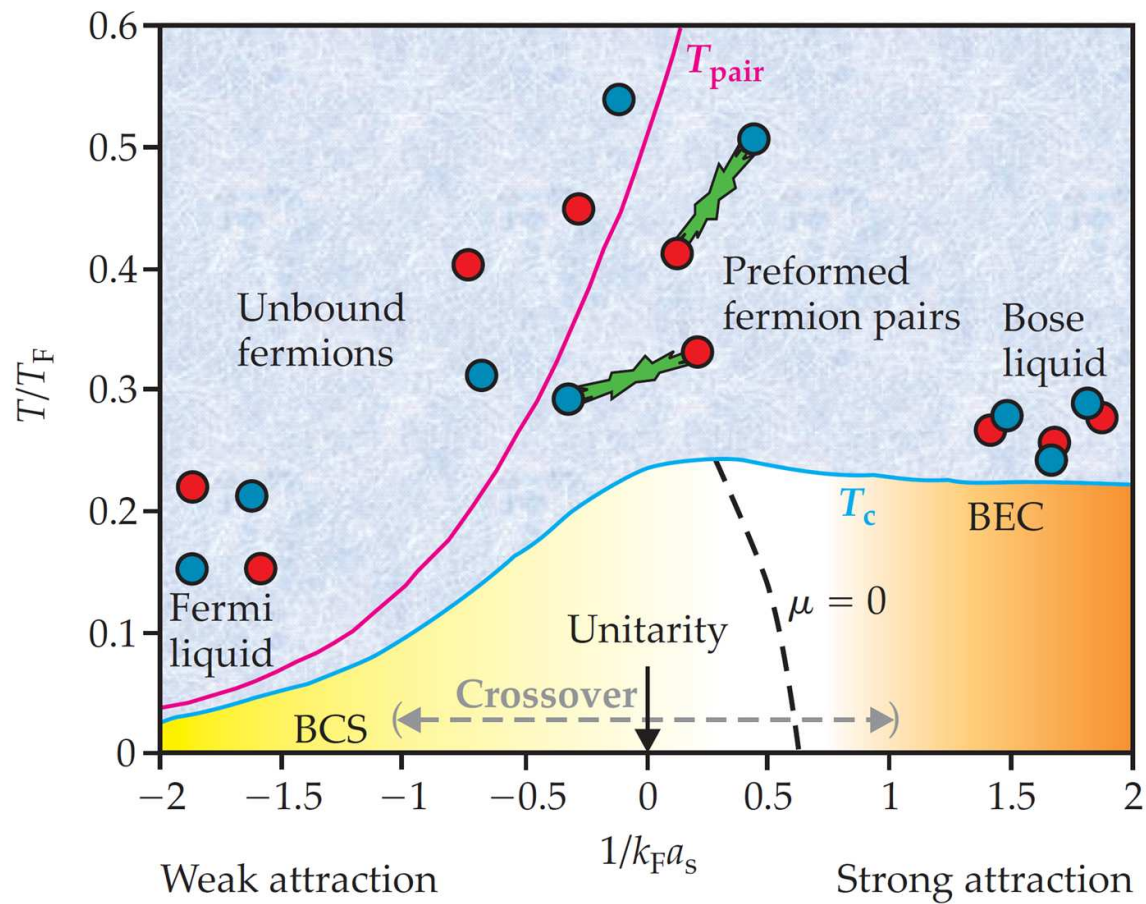 0.6
0.5
0.4
0.3
0.2
0.1
0
T/T_F
T_pair
Unbound
fermions
Preformed
fermion pairs
Bose
liquid
T_c
BEC
Fermi
liquid
μ = 0
Unitarity
Crossover
BCS
−2 −1.5 −1 −0.5 0 0.5 1 1.5 2
1/k_Fa_s
Weak attraction
Strong attraction